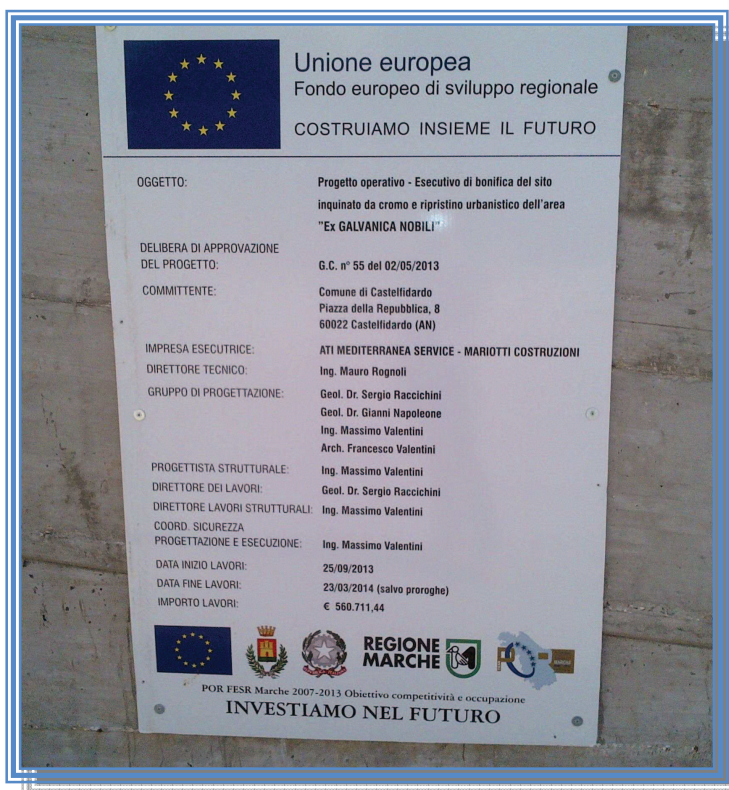 Unione europea
Fondo europeo di sviluppo regionale
COSTRUIAMO INSIEME IL FUTURO
OGGETTO: Progetto operativo - Esecutivo di bonifica del sito
inquinato da cromo e ripristino urbanistico dell'area
"Ex GALVANICA NOBILI"
DELIBERA DI APPROVAZIONE
DEL PROGETTO: G.C. n° 55 del 02/05/2013
COMMITTENTE: Comune di Castelfidardo
Piazza della Repubblica, 8
60022 Castelfidardo (AN)
IMPRESA ESECUTRICE: ATI MEDITERRANEA SERVICE - MARIOTTI COSTRUZIONI
DIRETTORE TECNICO: Ing. Mauro Rognoli
GRUPPO DI PROGETTAZIONE: Geol. Dr. Sergio Raccichini
Geol. Dr. Gianni Napoleone
Ing. Massimo Valentini
Arch. Francesco Valentini
PROGETTISTA STRUTTURALE: Ing. Massimo Valentini
DIRETTORE DEI LAVORI: Geol. Dr. Sergio Raccichini
DIRETTORE LAVORI STRUTTURALI: Ing. Massimo Valentini
COORD. SICUREZZA
PROGETTAZIONE E ESECUZIONE: Ing. Massimo Valentini
DATA INIZIO LAVORI: 25/09/2013
DATA FINE LAVORI: 23/03/2014 (salvo proroghe)
IMPORTO LAVORI: € 560.711,44
REGIONE
MARCHE
POR FESR Marche 2007-2013 Obiettivo competitività e occupazione
INVESTIAMO NEL FUTURO